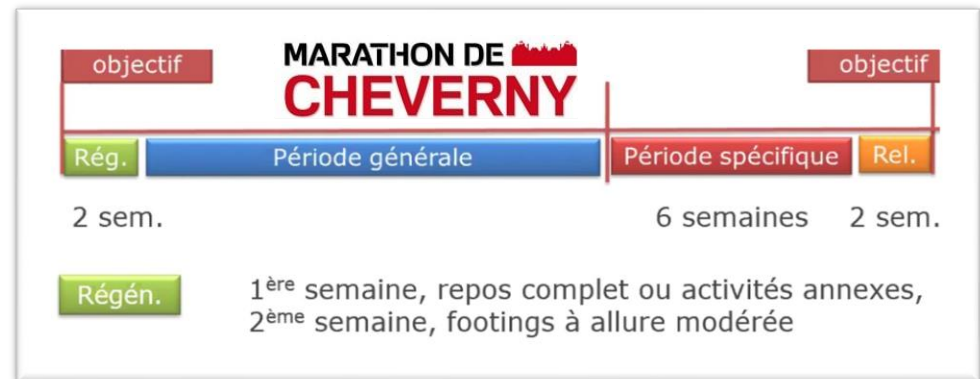 objectif
MARATHON DE
CHEVERNY
objectif
Rég.
Période générale
Période spécifique
Rel.
2 sem.
6 semaines
2 sem.
Régén.
1ère semaine, repos complet ou activités annexes,
2ème semaine, footings à allure modérée